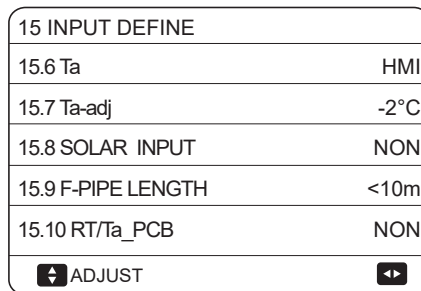 15 INPUT DEFINE
15.6 Ta HMI
15.7 Ta-adj -2°C
15.8 SOLAR INPUT NON
15.9 F-PIPE LENGTH <10m
15.10 RT/Ta_PCB NON
ADJUST